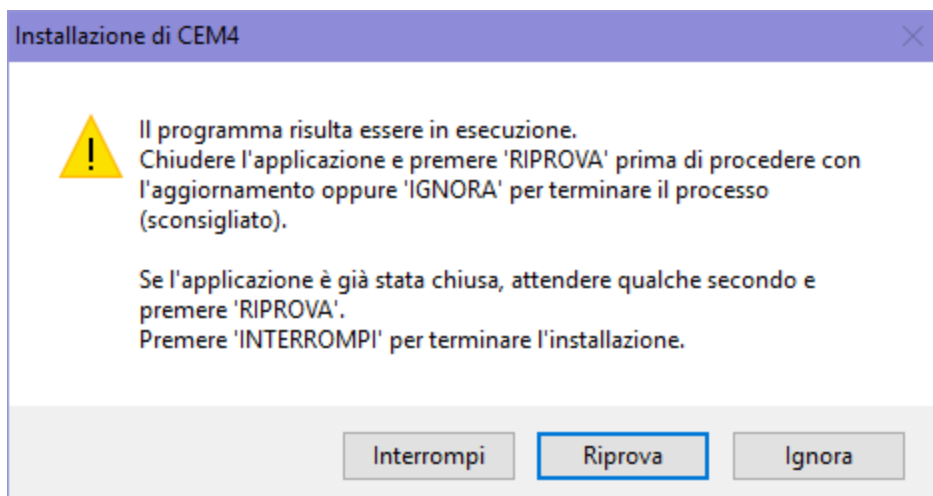 Installazione di CEM4
!
Il programma risulta essere in esecuzione.
Chiudere l'applicazione e premere 'RIPROVA' prima di procedere con
l'aggiornamento oppure 'IGNORA' per terminare il processo
(sconsigliato).
Se l'applicazione è già stata chiusa, attendere qualche secondo e
premere 'RIPROVA'.
Premere 'INTERROMPI' per terminare l'installazione.
Interrompi
Riprova
Ignora